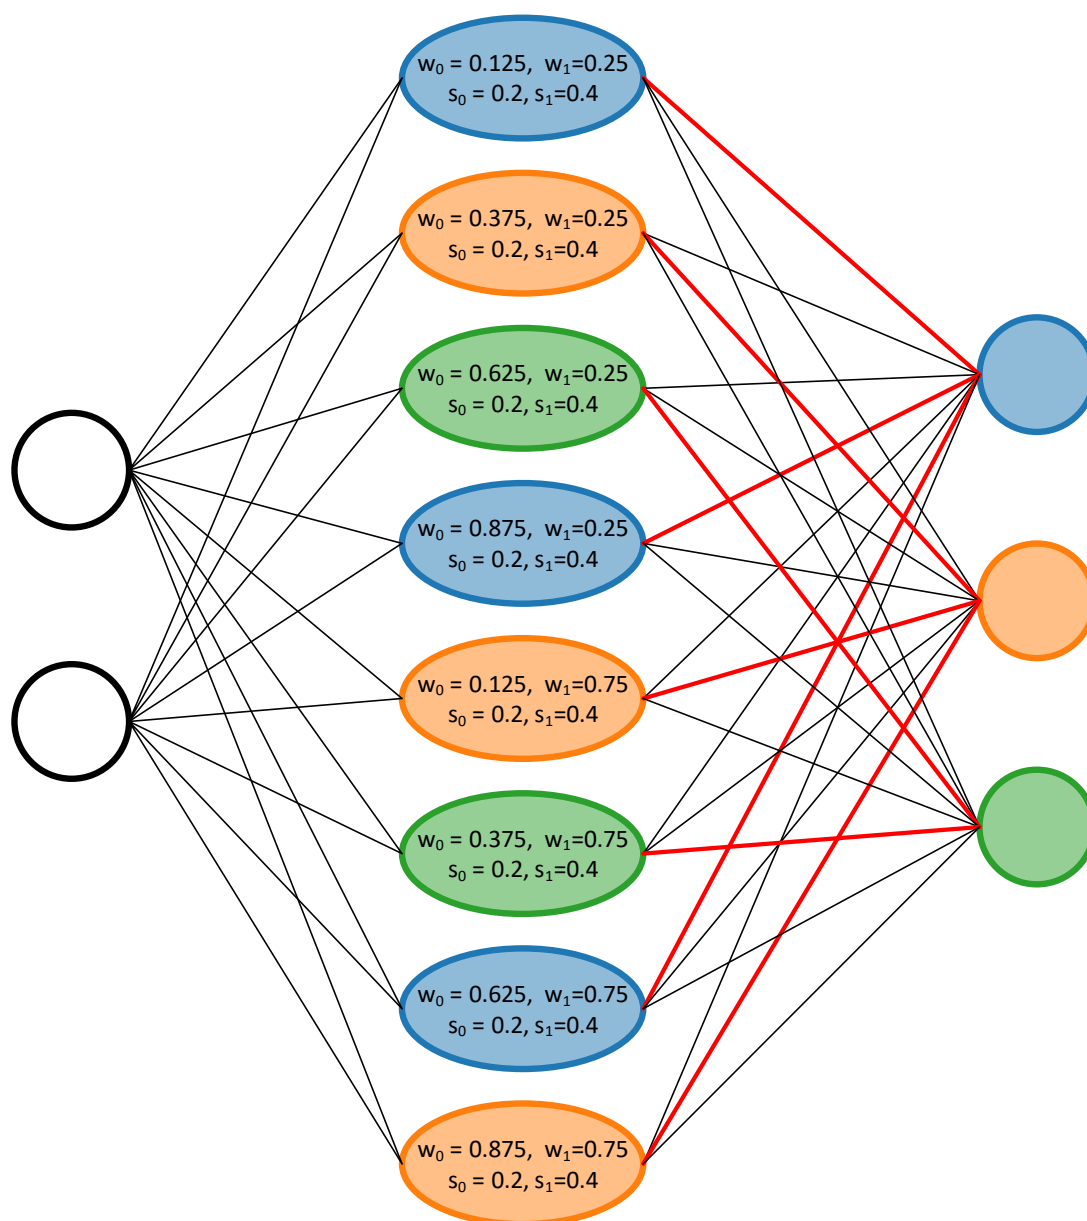 w₀ = 0.125, w₁=0.25
s₀ = 0.2, s₁=0.4
w₀ = 0.375, w₁=0.25
s₀ = 0.2, s₁=0.4
w₀ = 0.625, w₁=0.25
s₀ = 0.2, s₁=0.4
w₀ = 0.875, w₁=0.25
s₀ = 0.2, s₁=0.4
w₀ = 0.125, w₁=0.75
s₀ = 0.2, s₁=0.4
w₀ = 0.375, w₁=0.75
s₀ = 0.2, s₁=0.4
w₀ = 0.625, w₁=0.75
s₀ = 0.2, s₁=0.4
w₀ = 0.875, w₁=0.75
s₀ = 0.2, s₁=0.4